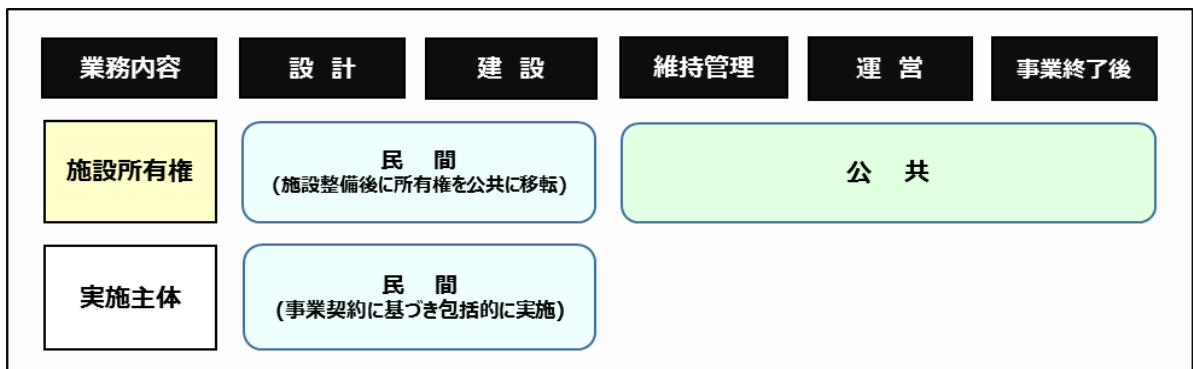 業務内容
設 計
建 設
維持管理
運 営
事業終了後
施設所有権
民 間
(施設整備後に所有権を公共に移転)
公 共
実施主体
民 間
(事業契約に基づき包括的に実施)